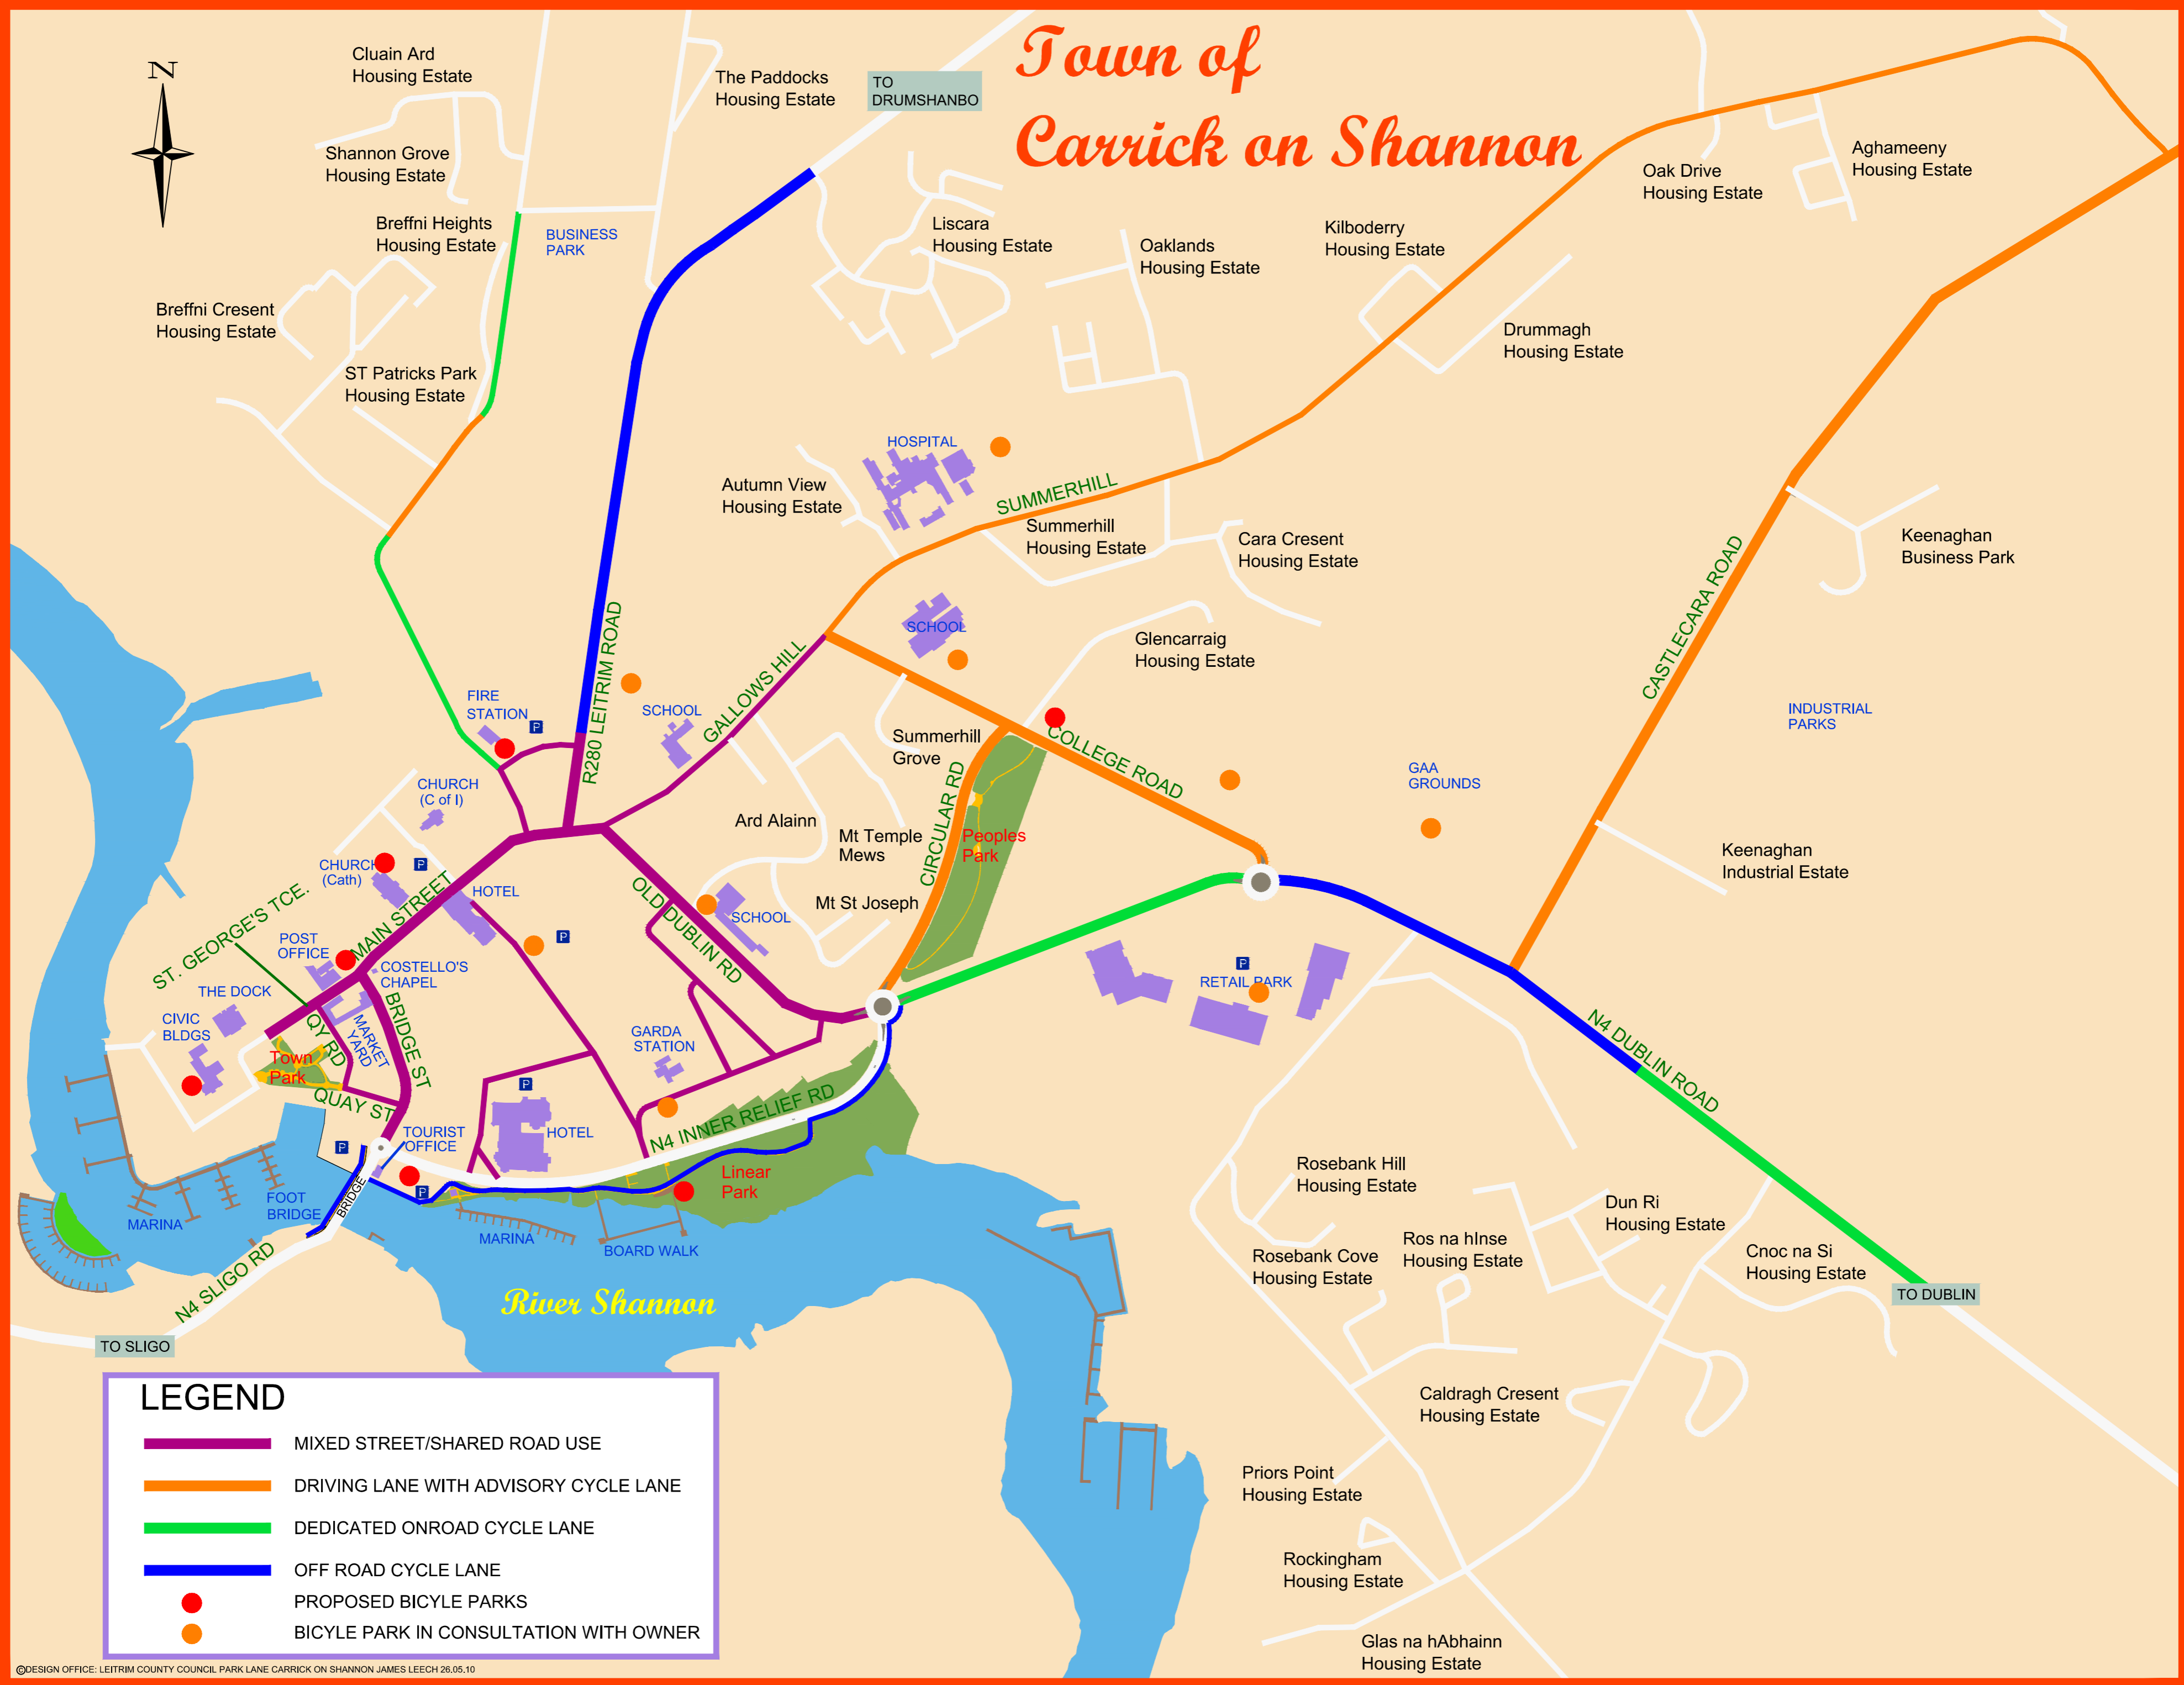 Town of
Carrick on Shannon
N
Cluain Ard
Housing Estate
The Paddocks
Housing Estate
TO
DRUMSHANBO
Shannon Grove
Housing Estate
Breffni Heights
Housing Estate
BUSINESS
PARK
Liscara
Housing Estate
Oaklands
Housing Estate
Kilboderry
Housing Estate
Oak Drive
Housing Estate
Aghameeny
Housing Estate
Breffni Cresent
Housing Estate
Drummagh
Housing Estate
ST Patricks Park
Housing Estate
HOSPITAL
Autumn View
Housing Estate
SUMMERHILL
Summerhill
Housing Estate
Cara Cresent
Housing Estate
Keenaghan
Business Park
CASTLECARA ROAD
R280 LEITRIM ROAD
GALLOWS HILL
SCHOOL
Glencarraig
Housing Estate
FIRE
STATION
P
SCHOOL
INDUSTRIAL
PARKS
Summerhill
Grove
COLLEGE ROAD
GAA
GROUNDS
CIRCULAR RD
CHURCH
(C of I)
Ard Alainn
Mt Temple
Mews
Peoples
Park
Keenaghan
Industrial Estate
CHURCH
(Cath)
P
MAIN STREET
HOTEL
OLD DUBLIN RD
SCHOOL
Mt St Joseph
ST. GEORGE'S TCE.
POST
OFFICE
P
COSTELLO'S
CHAPEL
P
RETAIL PARK
THE DOCK
CIVIC
BLDGS
QY RD
MARKET
YARD
BRIDGE ST
GARDA
STATION
N4 DUBLIN ROAD
Town
Park
QUAY ST
P
N4 INNER RELIEF RD
TOURIST
OFFICE
P
HOTEL
Linear
Park
P
BRIDGE
FOOT
BRIDGE
MARINA
MARINA
BOARD WALK
N4 SLIGO RD
River Shannon
TO SLIGO
Rosebank Hill
Housing Estate
Dun Ri
Housing Estate
Ros na hInse
Housing Estate
Rosebank Cove
Housing Estate
Cnoc na Si
Housing Estate
TO DUBLIN
Caldragh Cresent
Housing Estate
Priors Point
Housing Estate
Rockingham
Housing Estate
Glas na hAbhainn
Housing Estate
LEGEND
MIXED STREET/SHARED ROAD USE
DRIVING LANE WITH ADVISORY CYCLE LANE
DEDICATED ONROAD CYCLE LANE
OFF ROAD CYCLE LANE
PROPOSED BICYLE PARKS
BICYLE PARK IN CONSULTATION WITH OWNER
©DESIGN OFFICE: LEITRIM COUNTY COUNCIL PARK LANE CARRICK ON SHANNON JAMES LEECH 26.05.10